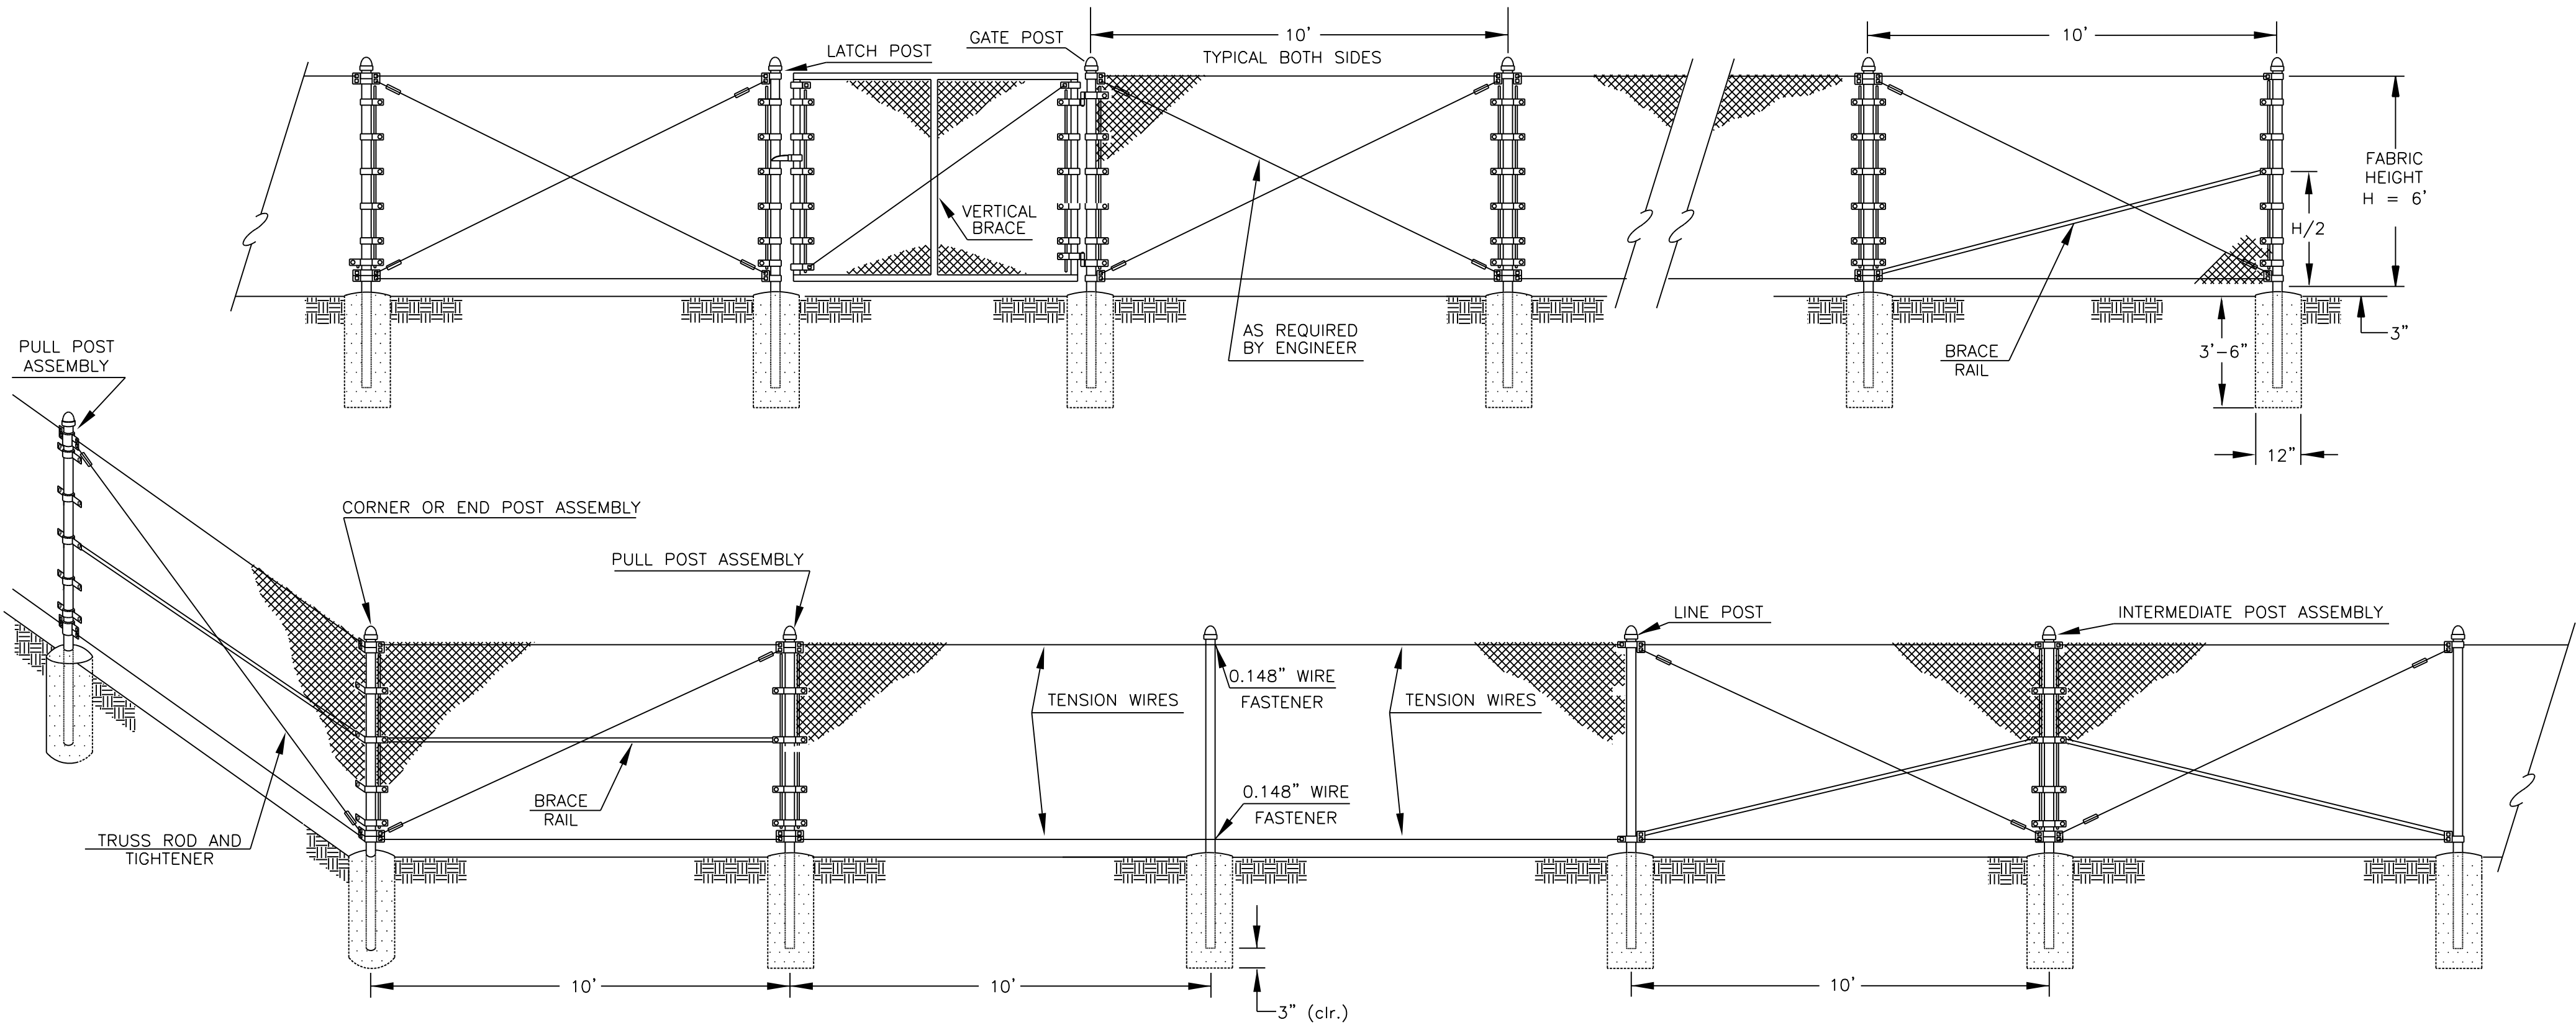 LATCH POST
GATE POST
10'
TYPICAL BOTH SIDES
10'
FABRIC
HEIGHT
H = 6'
H/2
VERTICAL
BRACE
AS REQUIRED
BY ENGINEER
BRACE
RAIL
3'-6"
3"
12"
PULL POST
ASSEMBLY
CORNER OR END POST ASSEMBLY
PULL POST ASSEMBLY
LINE POST
INTERMEDIATE POST ASSEMBLY
0.148" WIRE
FASTENER
TENSION WIRES
TENSION WIRES
0.148" WIRE
FASTENER
BRACE
RAIL
TRUSS ROD AND
TIGHTENER
10'
10'
10'
3" (clr.)